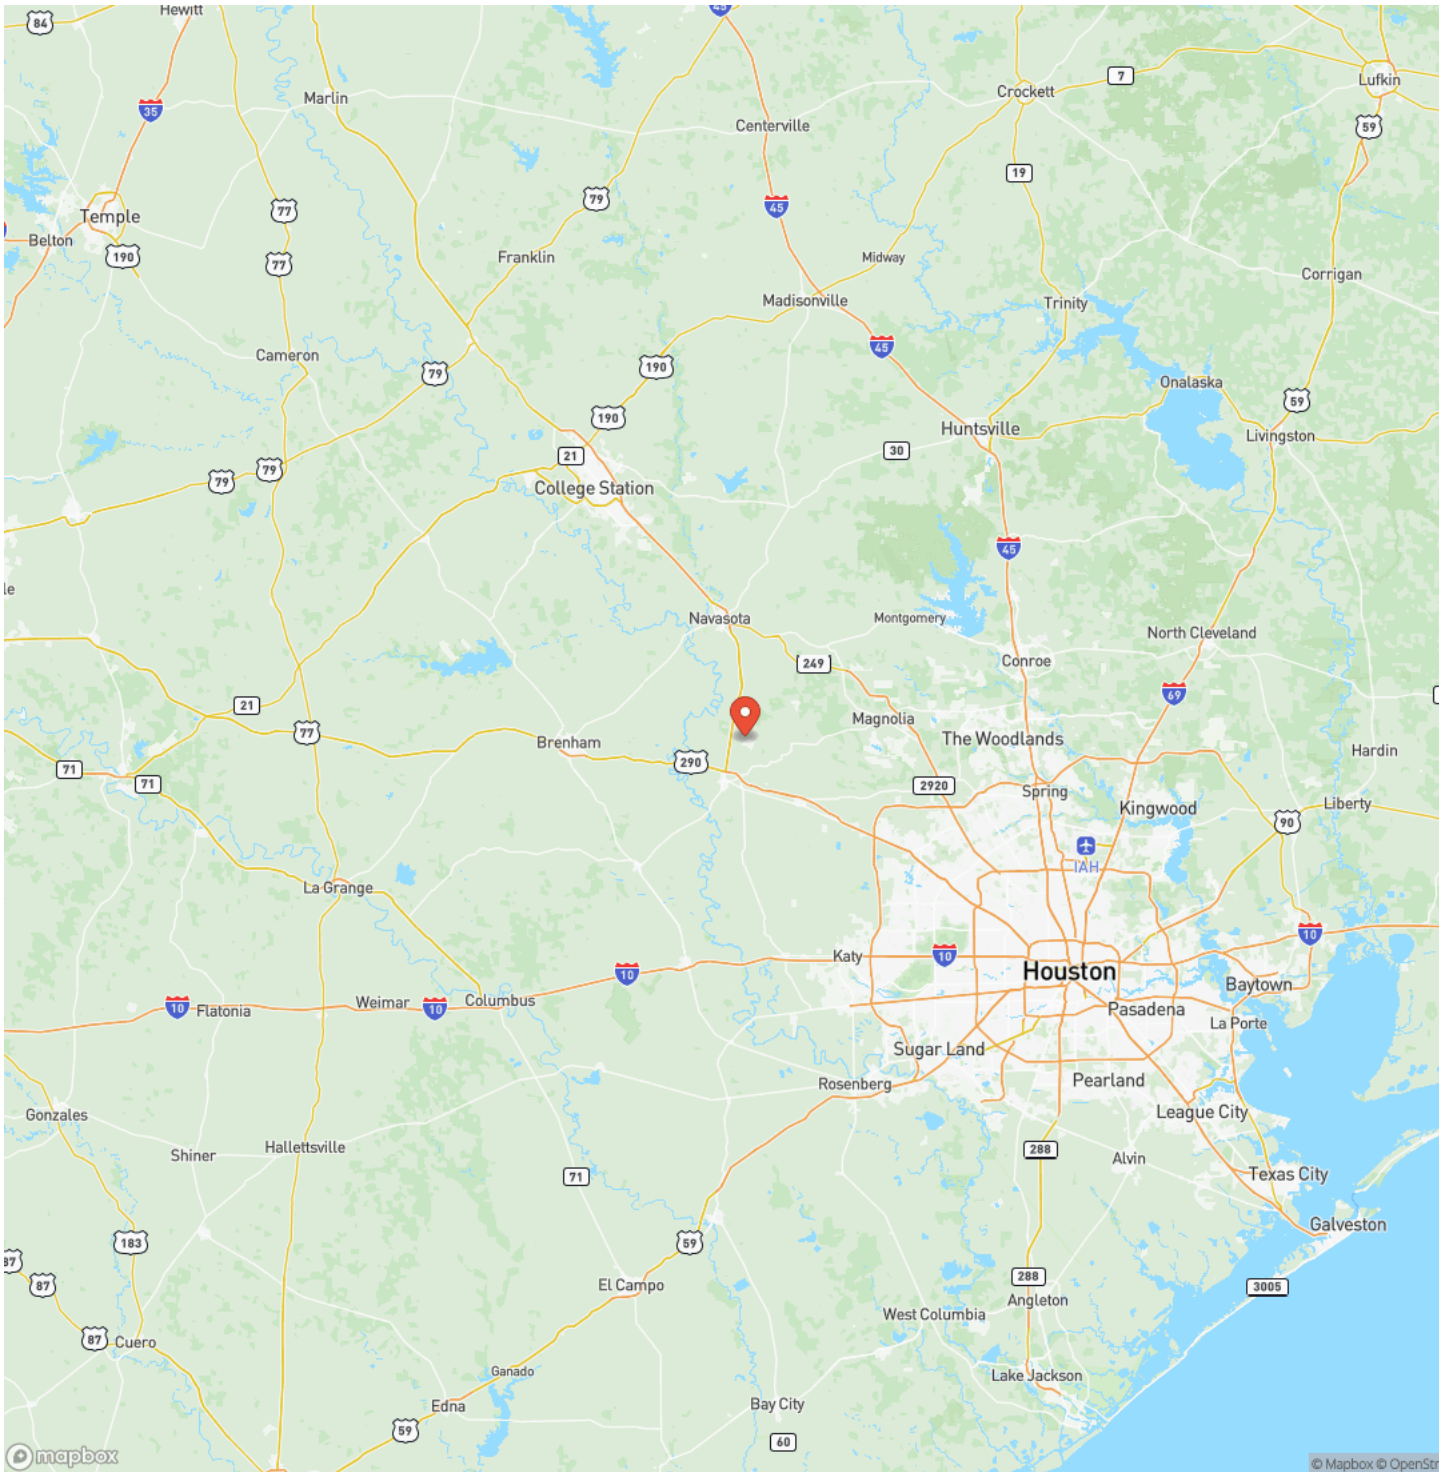 Hewitt
84
45
Lufkin
7
Crockett
Marlin
35
Centerville
59
19
79
45
77
Temple
Belton
190
77
Franklin
Midway
Corrigan
Madisonville
Trinity
45
Cameron
79
190
Onalaska
59
190
Huntsville
Livingston
30
21
79
79
College Station
45
le
Navasota
Montgomery
North Cleveland
Conroe
249
69
21
77
Magnolia
Brenham
The Woodlands
Hardin
290
71
71
2920
Spring
Kingwood
Liberty
90
IAH
La Grange
10
Katy
10
Houston
10
Baytown
Weimar
Columbus
10
10
Flatonia
Pasadena
La Porte
Sugar Land
Rosenberg
Pearland
League City
Gonzales
Hallettsville
Shiner
288
Alvin
71
Texas City
Galveston
183
59
87
87
El Campo
288
3005
Angleton
West Columbia
87
Cuero
Ganado
Lake Jackson
Edna
Bay City
59
60
mapbox
© Mapbox © OpenStr